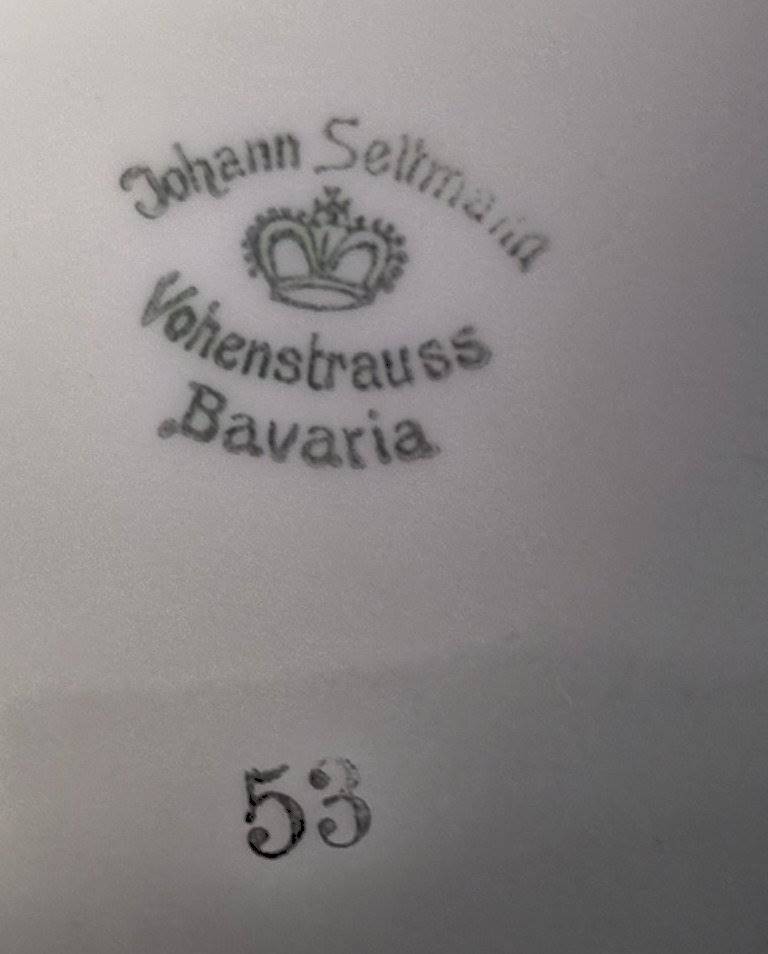 Johann Seltmann
Vohenstrauss
Bavaria
53